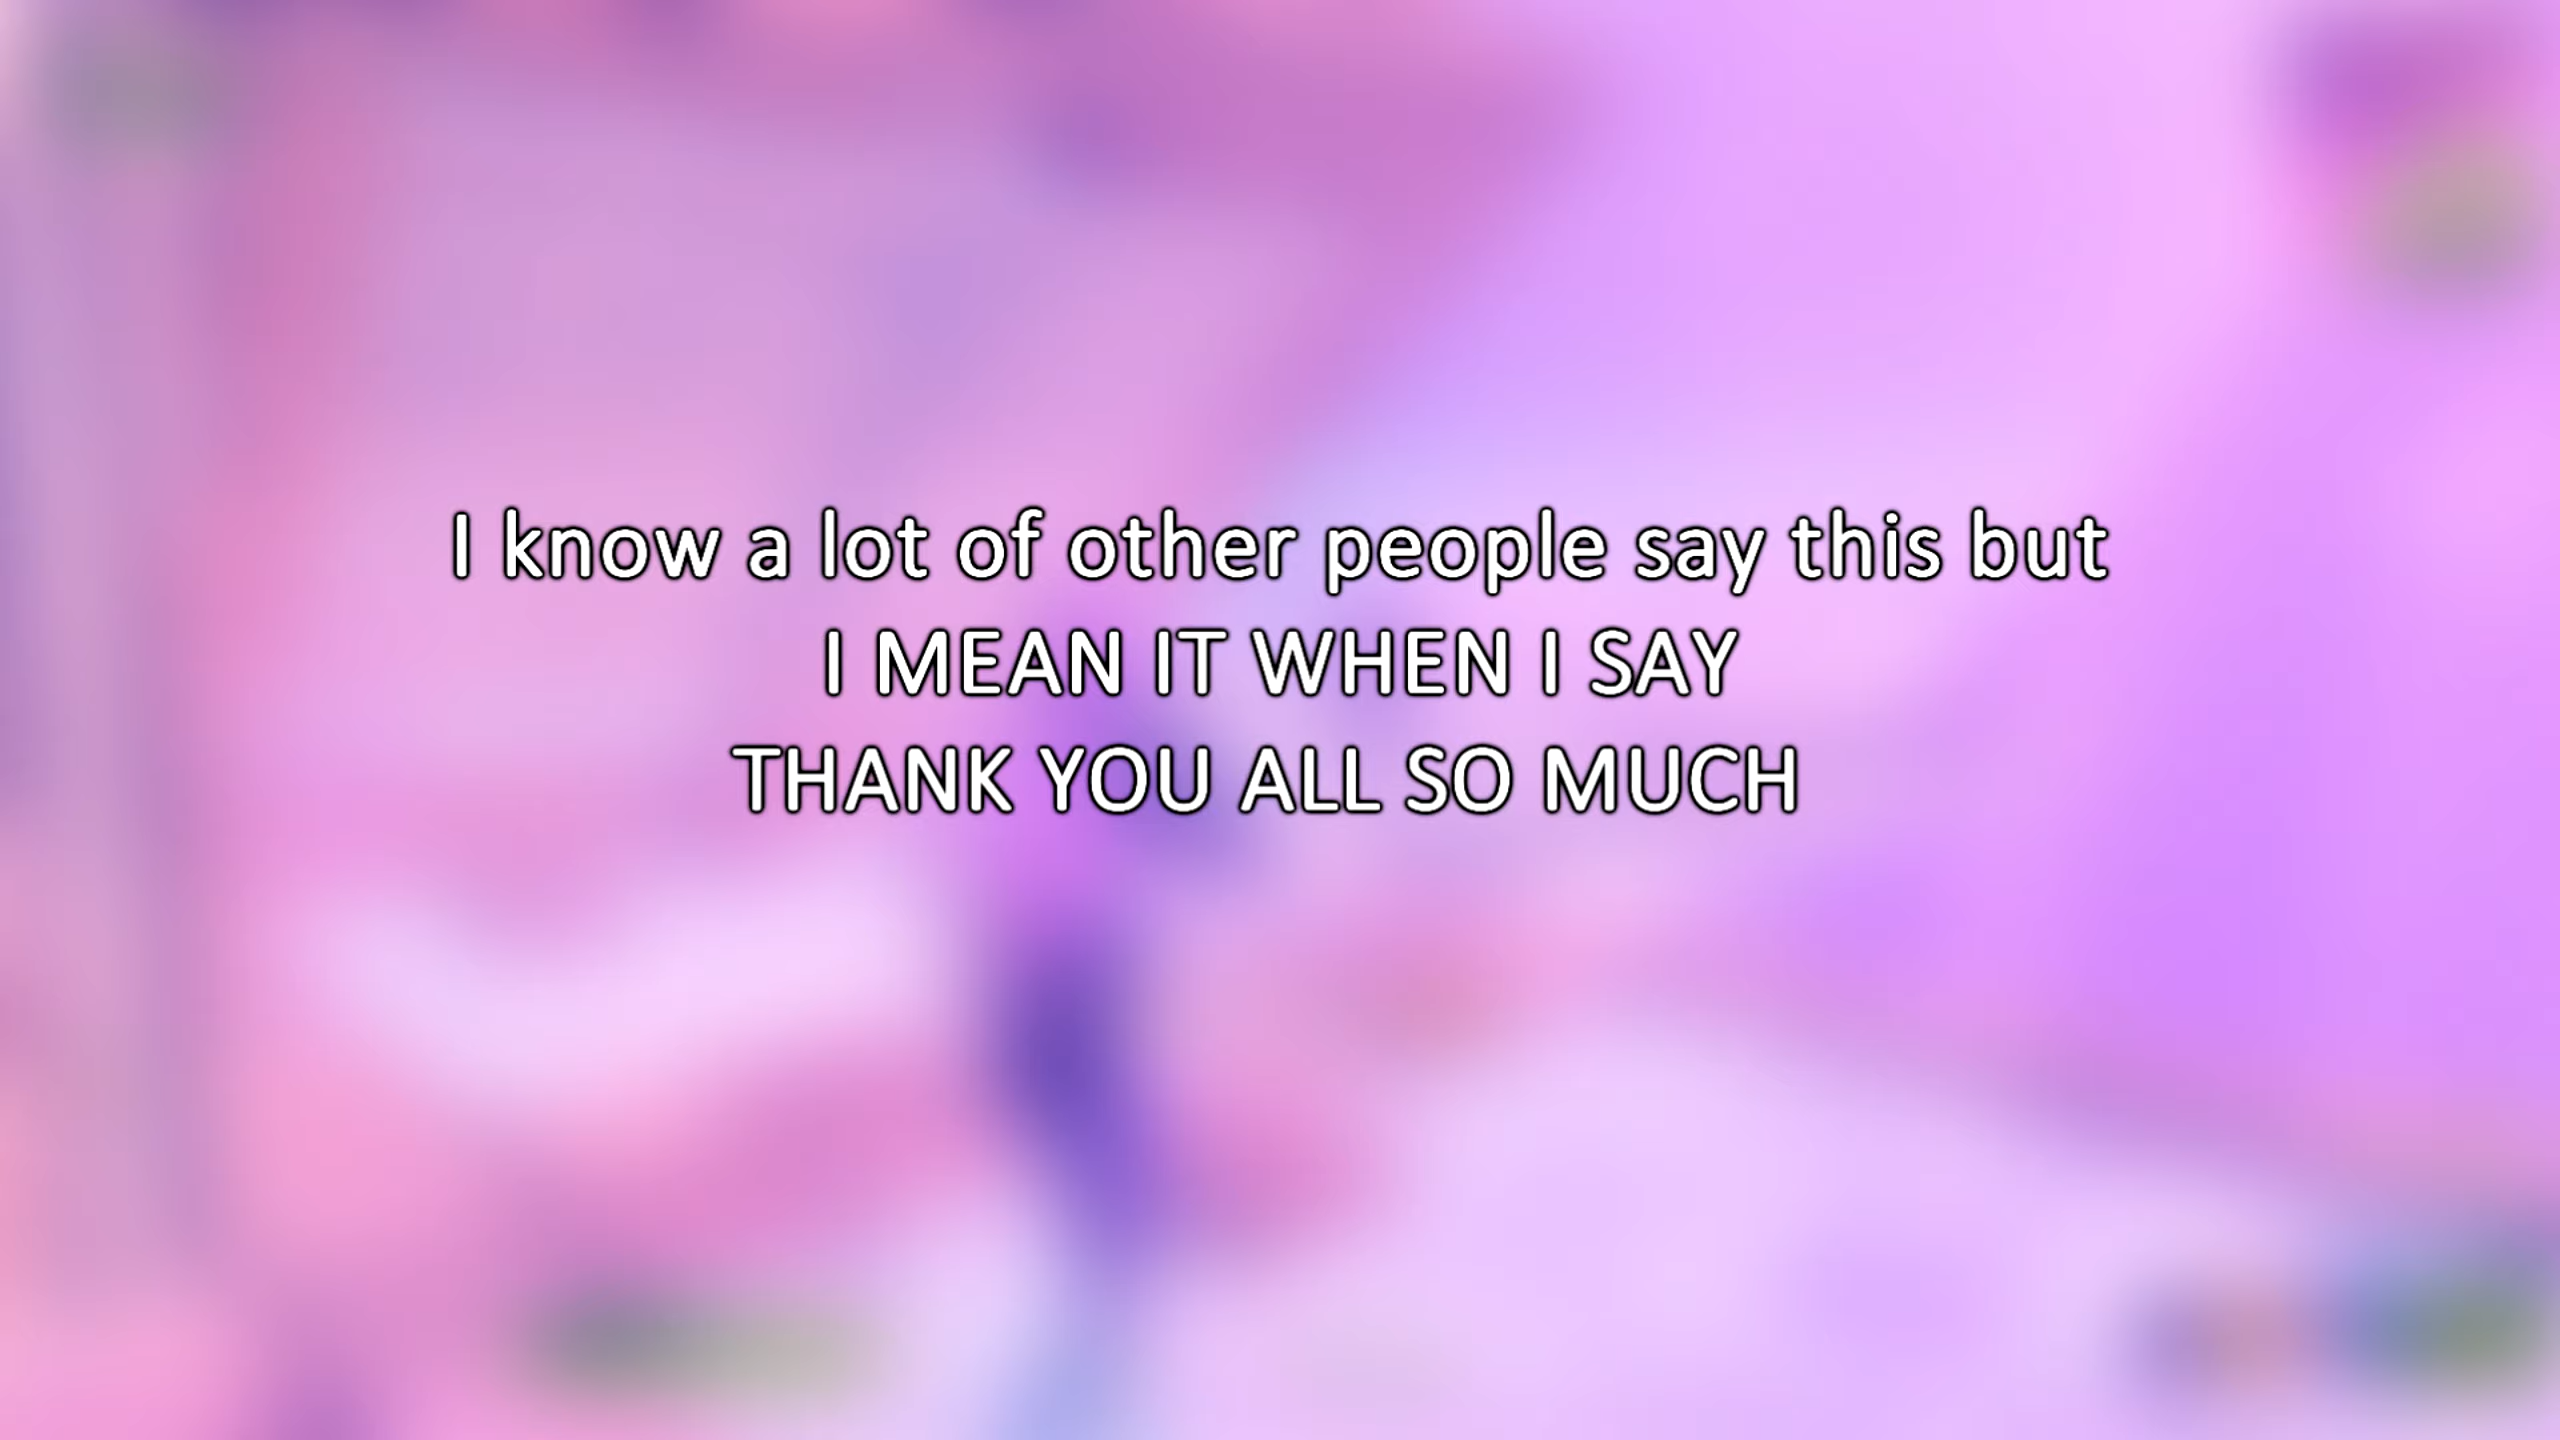 I know a lot of other people say this but
I MEAN IT WHEN I SAY
THANK YOU ALL SO MUCH